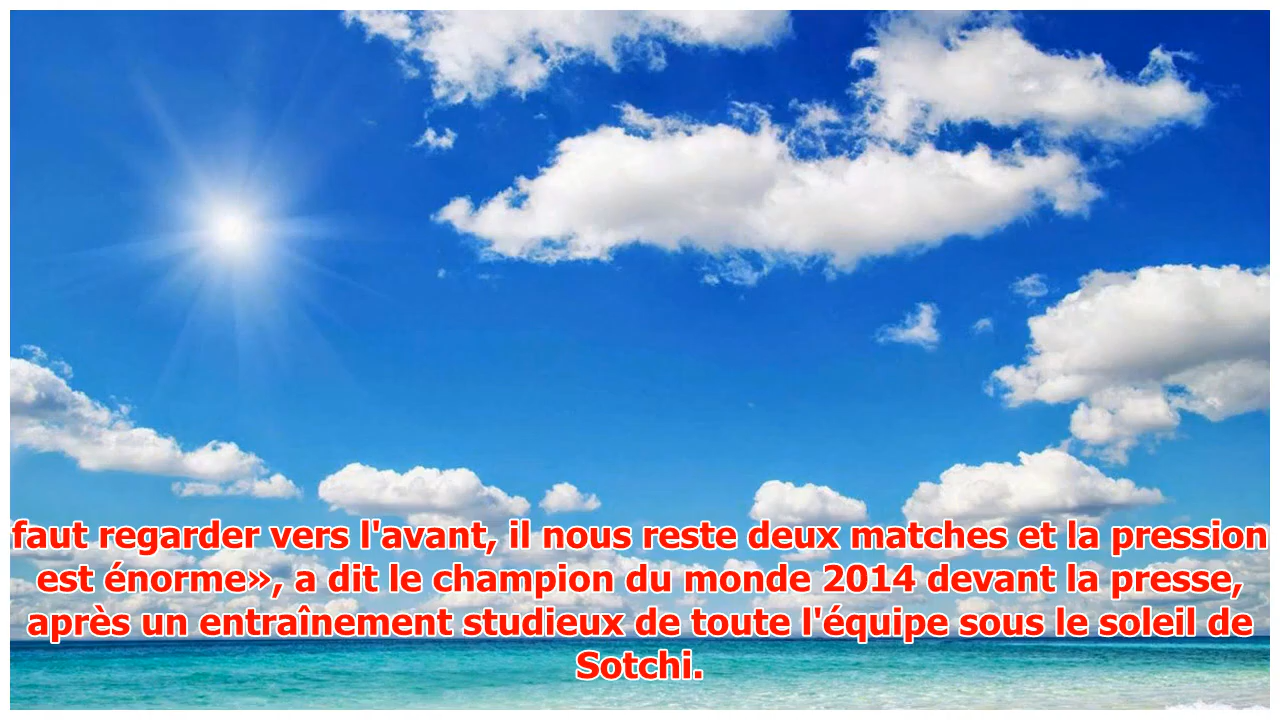 faut regarder vers l'avant, il nous reste deux matches et la pression
est énorme», a dit le champion du monde 2014 devant la presse,
après un entraînement studieux de toute l'équipe sous le soleil de
Sotchi.